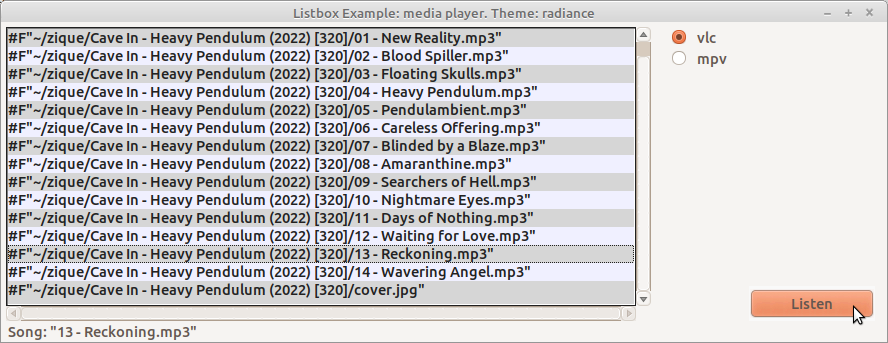 Listbox Example: media player. Theme: radiance
#F"~/zique/Cave In - Heavy Pendulum (2022) [320]/01 - New Reality.mp3"
#F"~/zique/Cave In - Heavy Pendulum (2022) [320]/02 - Blood Spiller.mp3"
#F"~/zique/Cave In - Heavy Pendulum (2022) [320]/03 - Floating Skulls.mp3"
#F"~/zique/Cave In - Heavy Pendulum (2022) [320]/04 - Heavy Pendulum.mp3"
#F"~/zique/Cave In - Heavy Pendulum (2022) [320]/05 - Pendulambient.mp3"
#F"~/zique/Cave In - Heavy Pendulum (2022) [320]/06 - Careless Offering.mp3"
#F"~/zique/Cave In - Heavy Pendulum (2022) [320]/07 - Blinded by a Blaze.mp3"
#F"~/zique/Cave In - Heavy Pendulum (2022) [320]/08 - Amaranthine.mp3"
#F"~/zique/Cave In - Heavy Pendulum (2022) [320]/09 - Searchers of Hell.mp3"
#F"~/zique/Cave In - Heavy Pendulum (2022) [320]/10 - Nightmare Eyes.mp3"
#F"~/zique/Cave In - Heavy Pendulum (2022) [320]/11 - Days of Nothing.mp3"
#F"~/zique/Cave In - Heavy Pendulum (2022) [320]/12 - Waiting for Love.mp3"
#F"~/zique/Cave In - Heavy Pendulum (2022) [320]/13 - Reckoning.mp3"
#F"~/zique/Cave In - Heavy Pendulum (2022) [320]/14 - Wavering Angel.mp3"
#F"~/zique/Cave In - Heavy Pendulum (2022) [320]/cover.jpg"
vlc
mpv
Listen
Song: "13 - Reckoning.mp3"